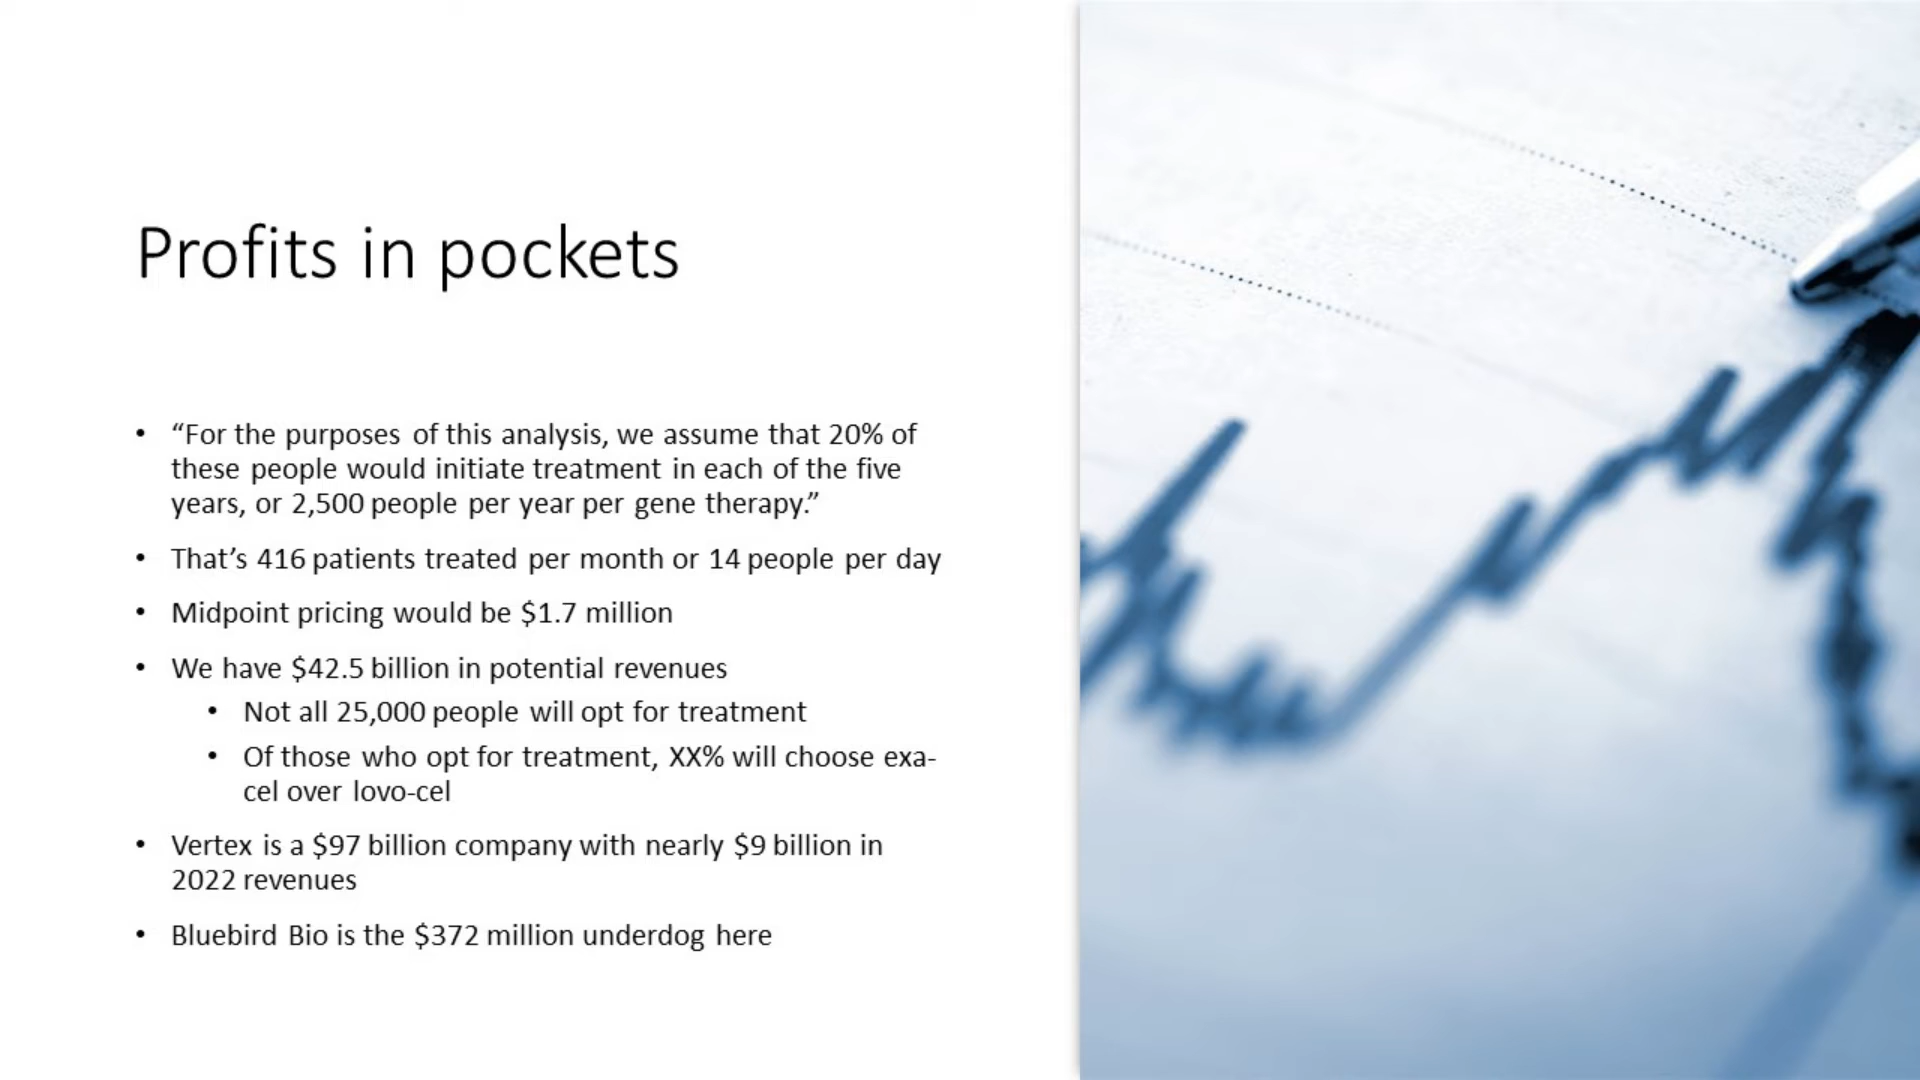 Profits in pockets
• “For the purposes of this analysis, we assume that 20% of
these people would initiate treatment in each of the five
years, or 2,500 people per year per gene therapy.”
• That’s 416 patients treated per month or 14 people per day
• Midpoint pricing would be $1.7 million
• We have $42.5 billion in potential revenues
• Not all 25,000 people will opt for treatment
• Of those who opt for treatment, XX% will choose exa-
cel over lovo-cel
• Vertex is a $97 billion company with nearly $9 billion in
2022 revenues
• Bluebird Bio is the $372 million underdog here